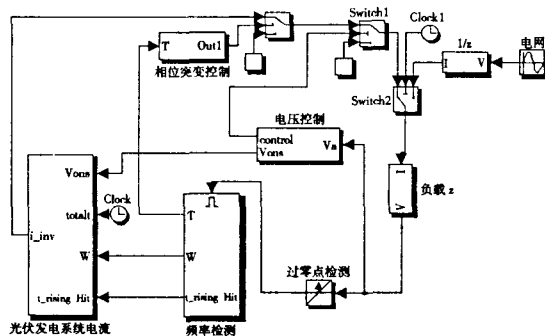 Switch1
Clock1
T
Out1
相位突变控制
1/z
I
V
电网
Switch2
电压控制
control
Vons
Va
I
V
负载 z
Vons
Clock
totalt
i_inv
W
t_rising Hit
光伏发电系统电流
T
W
t_rising Hit
频率检测
过零点检测